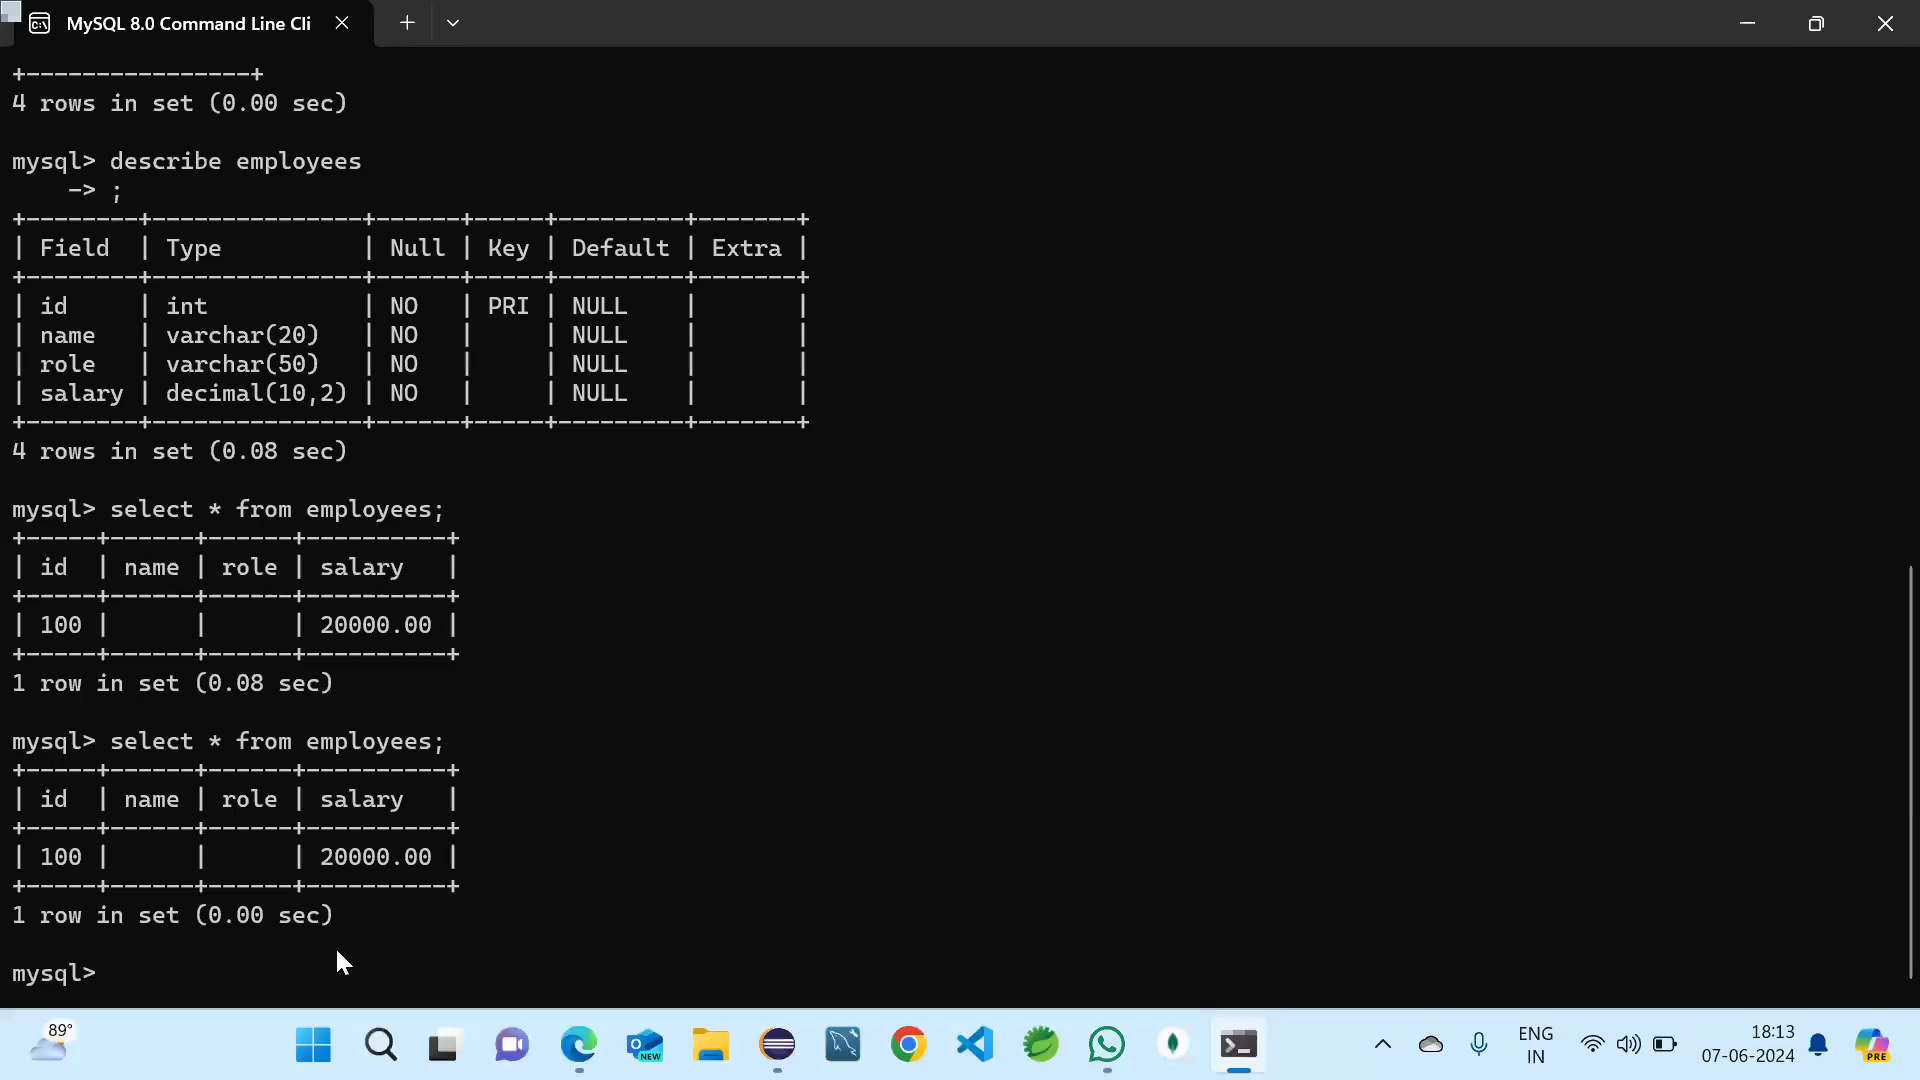 MySQL 8.0 Command Line Cli
+----------------+
4 rows in set (0.00 sec)
mysql> describe employees
    -> ;
+--------+---------------+------+-----+---------+-------+
| Field  | Type          | Null | Key | Default | Extra |
+--------+---------------+------+-----+---------+-------+
| id     | int           | NO   | PRI | NULL    |       |
| name   | varchar(20)   | NO   |     | NULL    |       |
| role   | varchar(50)   | NO   |     | NULL    |       |
| salary | decimal(10,2) | NO   |     | NULL    |       |
+--------+---------------+------+-----+---------+-------+
4 rows in set (0.08 sec)
mysql> select * from employees;
+-----+------+------+----------+
| id  | name | role | salary   |
+-----+------+------+----------+
| 100 |      |      | 20000.00 |
+-----+------+------+----------+
1 row in set (0.08 sec)
mysql> select * from employees;
+-----+------+------+----------+
| id  | name | role | salary   |
+-----+------+------+----------+
| 100 |      |      | 20000.00 |
+-----+------+------+----------+
1 row in set (0.00 sec)
mysql>
89°
NEW
ENG
IN
18:13
07-06-2024
PRE